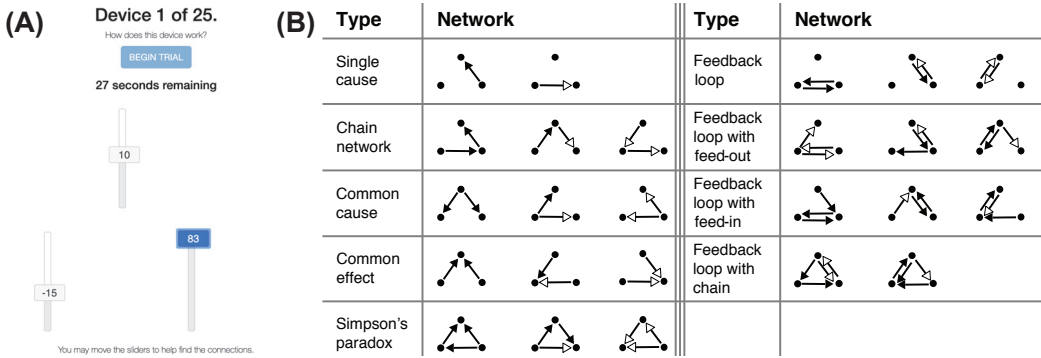 (A)
Device 1 of 25.
How does this device work?
BEGIN TRIAL
27 seconds remaining
10
83
-15
You may move the sliders to help find the connections.
(B)
Type Network Type Network
Single
cause
Feedback
loop
Chain
network
Feedback
loop with
feed-out
Common
cause
Feedback
loop with
feed-in
Common
effect
Feedback
loop with
chain
Simpson's
paradox